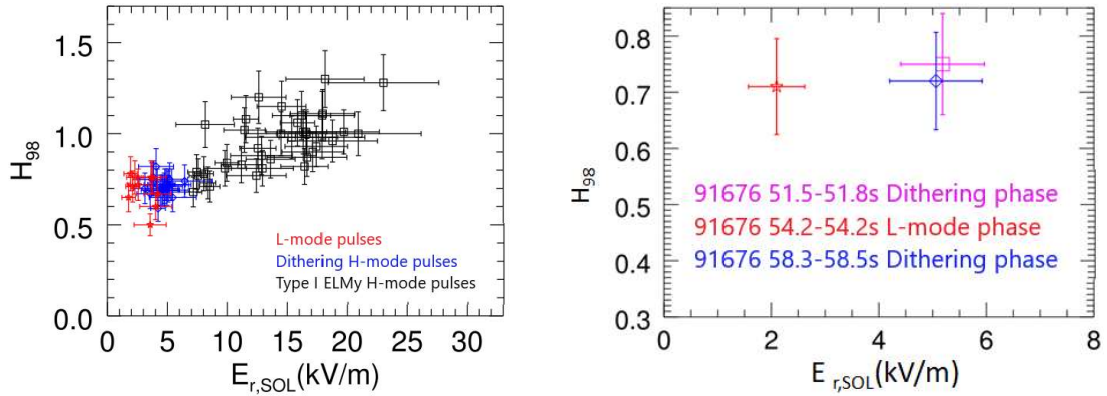 1.5
1.0
0.5
0.0
H98
L-mode pulses
Dithering H-mode pulses
Type I ELMy H-mode pulses
0 5 10 15 20 25 30
Er,SOL(kV/m)
0.8
0.7
0.6
0.5
0.4
0.3
H98
91676 51.5-51.8s Dithering phase
91676 54.2-54.2s L-mode phase
91676 58.3-58.5s Dithering phase
0 2 4 6 8
E r,SOL(kV/m)